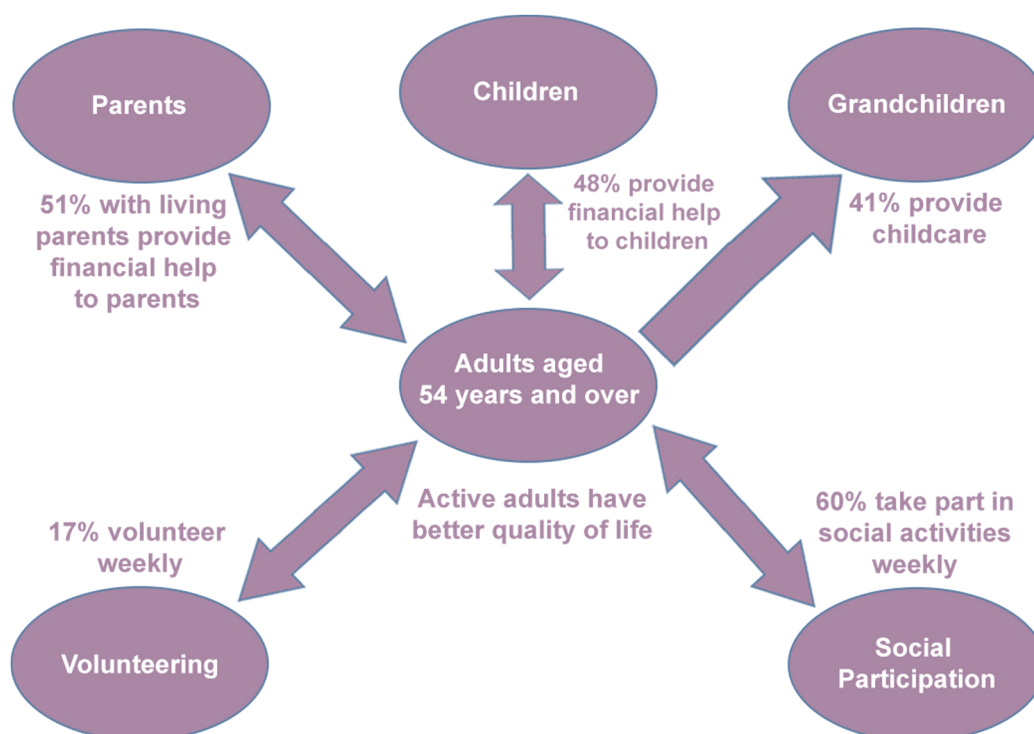 Parents
Children
Grandchildren
51% with living
parents provide
financial help
to parents
48% provide
financial help
to children
41% provide
childcare
Adults aged
54 years and over
Active adults have
better quality of life
17% volunteer
weekly
60% take part in
social activities
weekly
Volunteering
Social
Participation